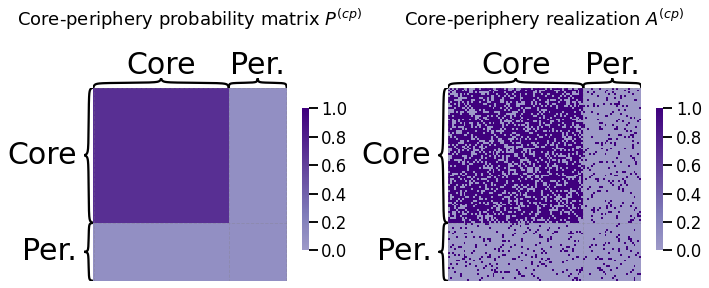 Core-periphery probability matrix P^{(cp)}
Core Per.
Core
Per.
1.0
0.8
0.6
0.4
0.2
0.0
Core-periphery realization A^{(cp)}
Core Per.
Core
Per.
1.0
0.8
0.6
0.4
0.2
0.0